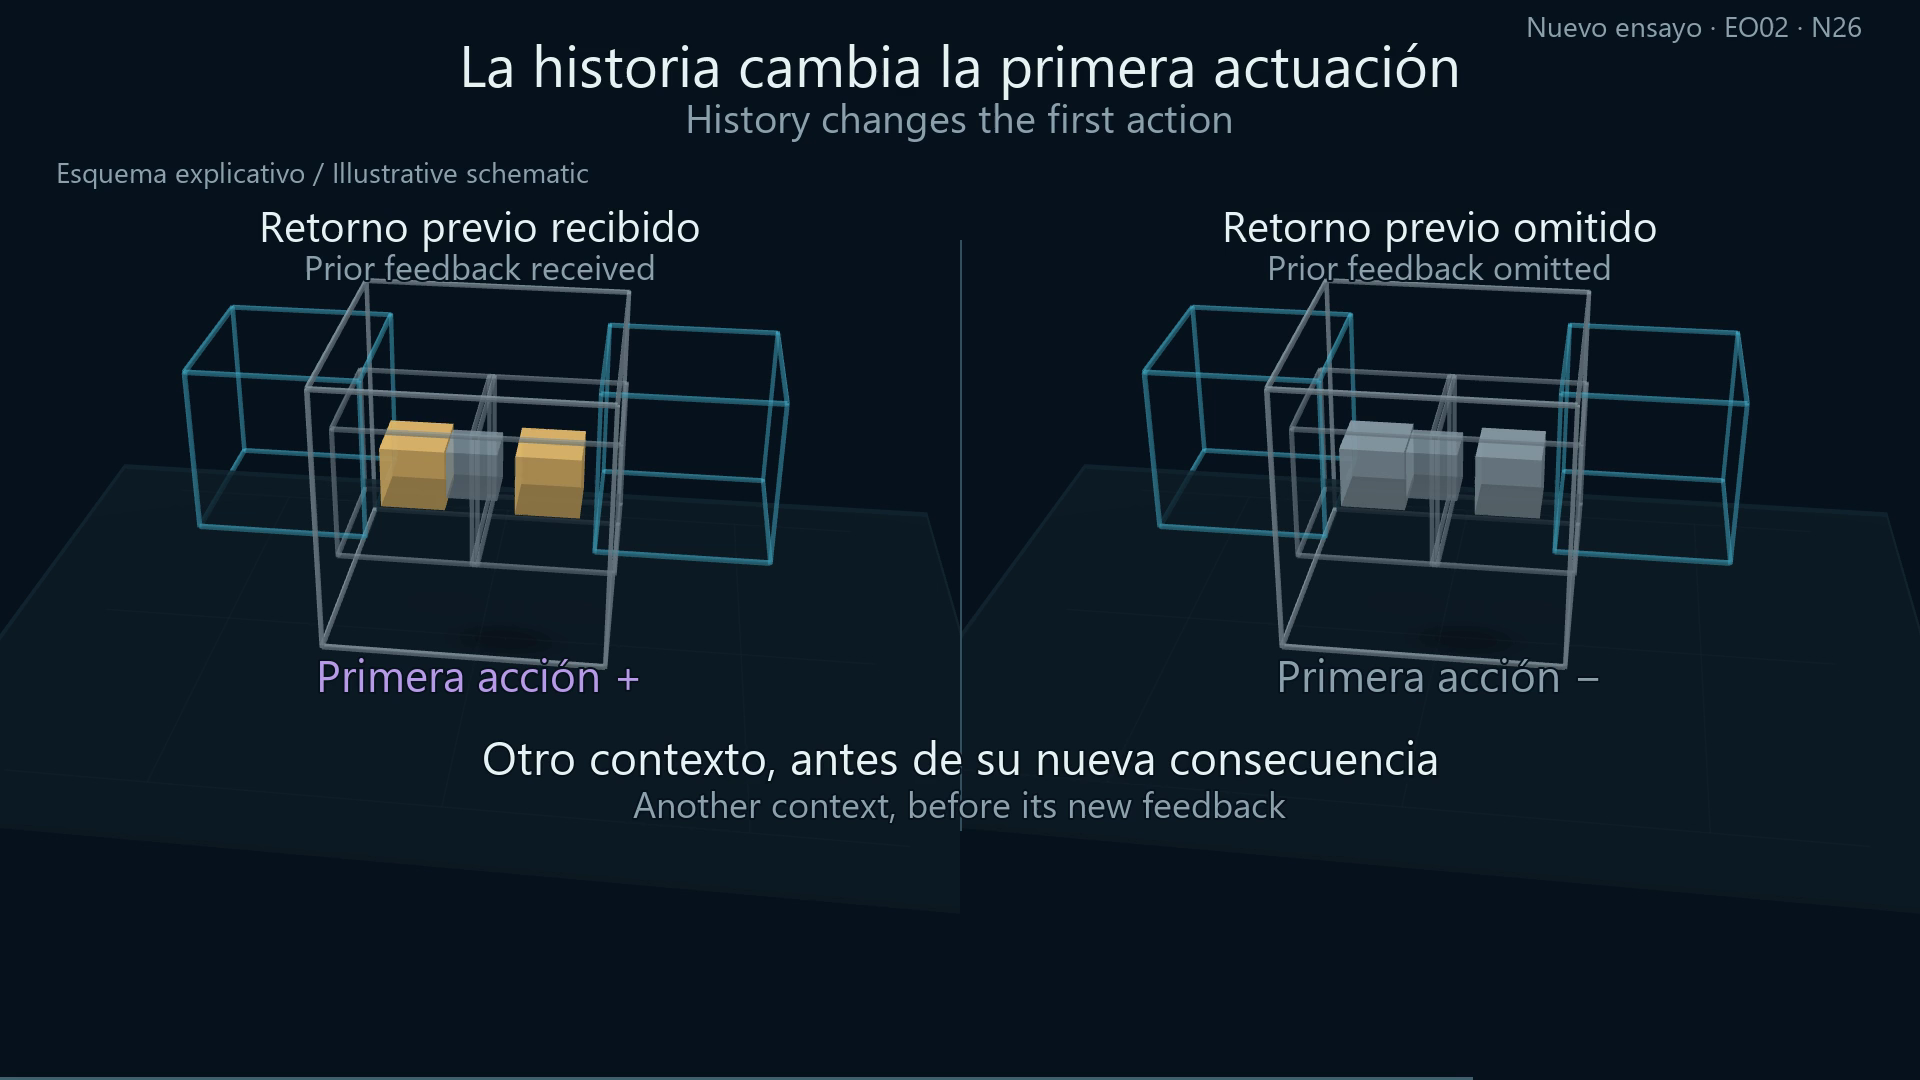 Nuevo ensayo · EO02 · N26
La historia cambia la primera actuación
History changes the first action
Esquema explicativo / Illustrative schematic
Retorno previo recibido
Prior feedback received
Retorno previo omitido
Prior feedback omitted
Primera acción +
Primera acción −
Otro contexto, antes de su nueva consecuencia
Another context, before its new feedback